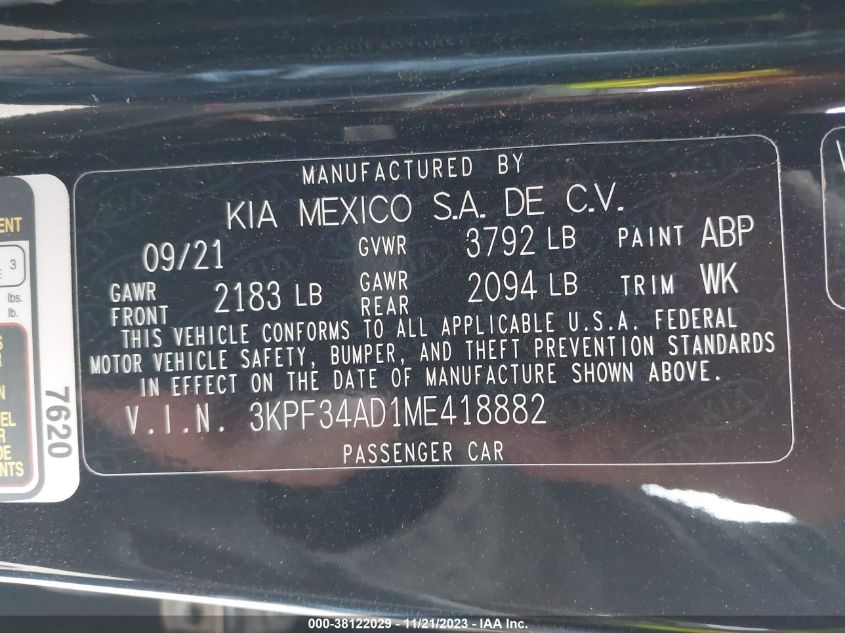 MANUFACTURED BY
KIA MEXICO S.A. DE C.V.
09/21 GVWR 3792 LB PAINT ABP
GAWR FRONT 2183 LB GAWR REAR 2094 LB TRIM WK
THIS VEHICLE CONFORMS TO ALL APPLICABLE U.S.A. FEDERAL
MOTOR VEHICLE SAFETY, BUMPER, AND THEFT PREVENTION STANDARDS
IN EFFECT ON THE DATE OF MANUFACTURE SHOWN ABOVE.
V.I.N. 3KPF34AD1ME418882
PASSENGER CAR
3
lbs.
lb.
7620
000-38122029 - 11/21/2023 - IAA Inc.